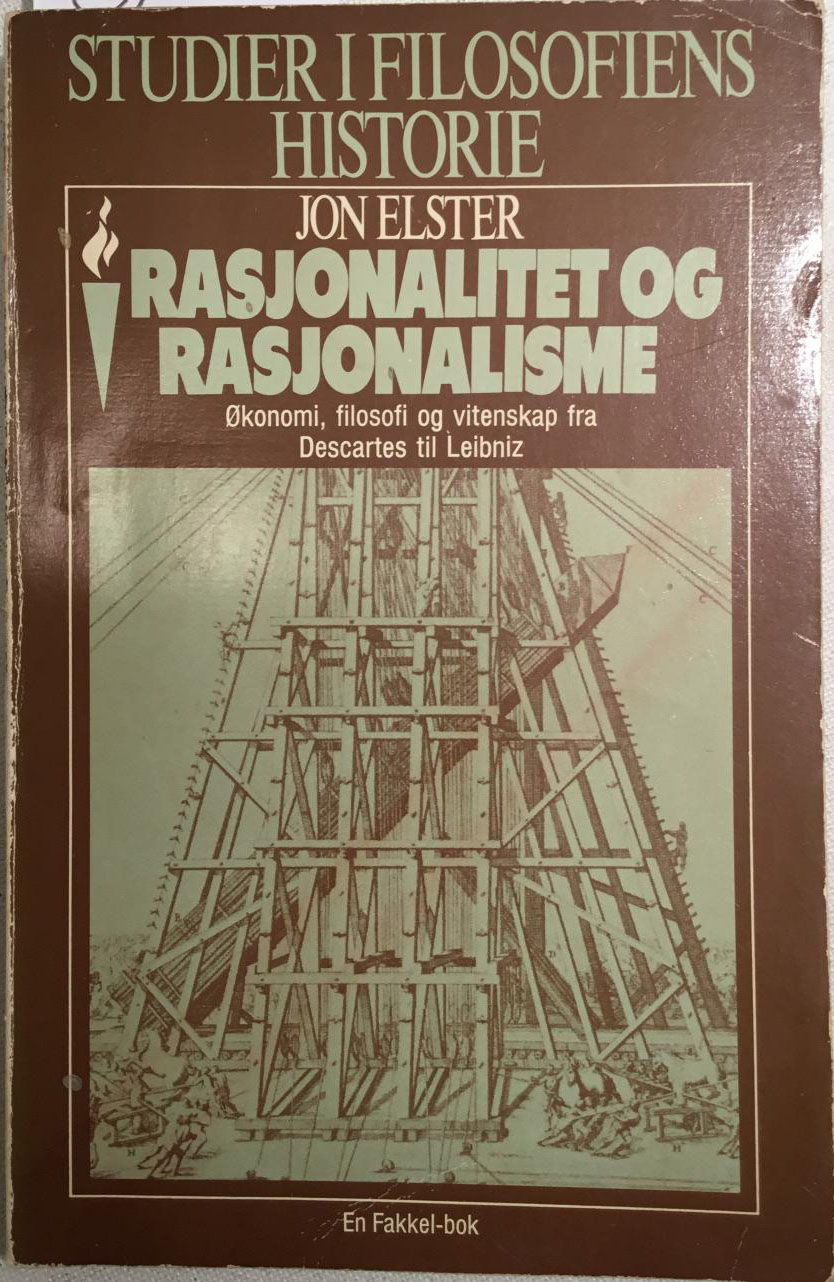 STUDIER I FILOSOFIENS
HISTORIE
JON ELSTER
RASJONALITET OG
RASJONALISME
Økonomi, filosofi og vitenskap fra
Descartes til Leibniz
C
C
D
H
H
En Fakkel-bok